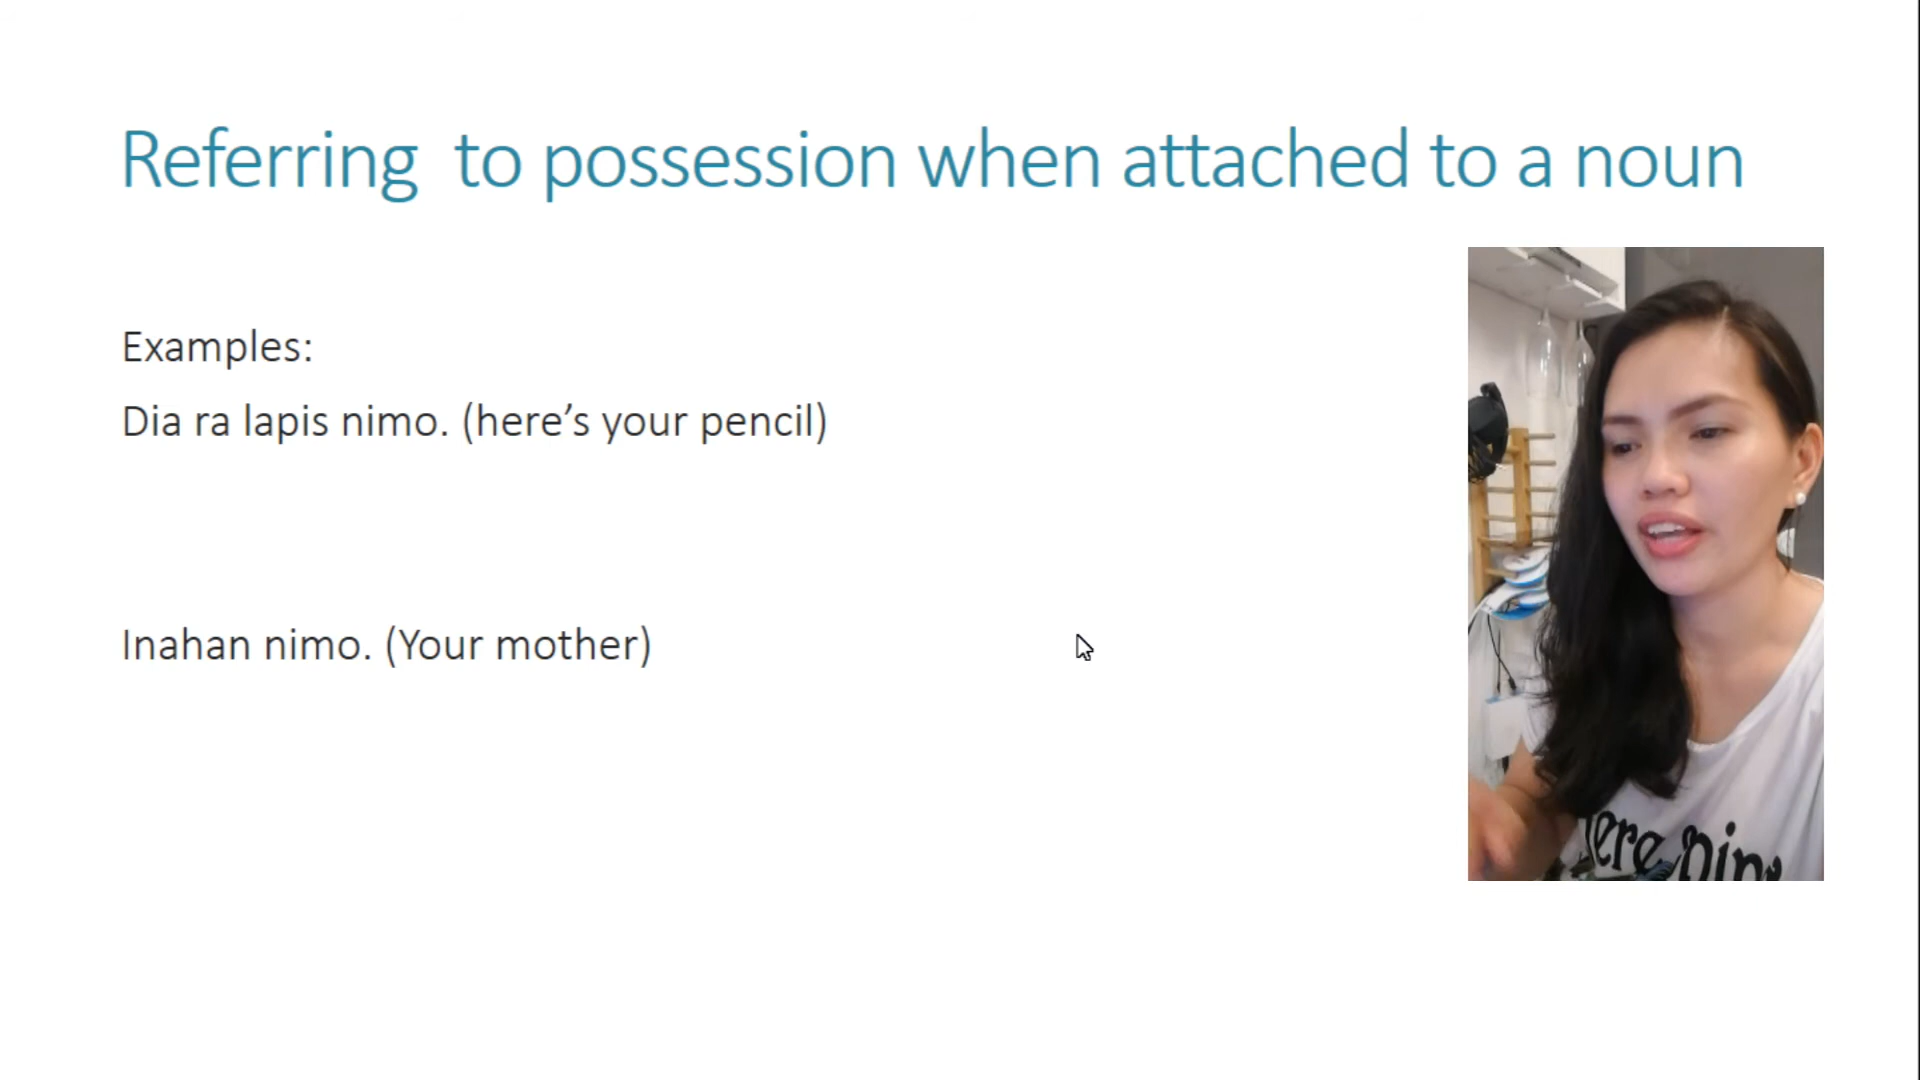 Referring to possession when attached to a noun
Examples:
Dia ra lapis nimo. (here’s your pencil)
Inahan nimo. (Your mother)